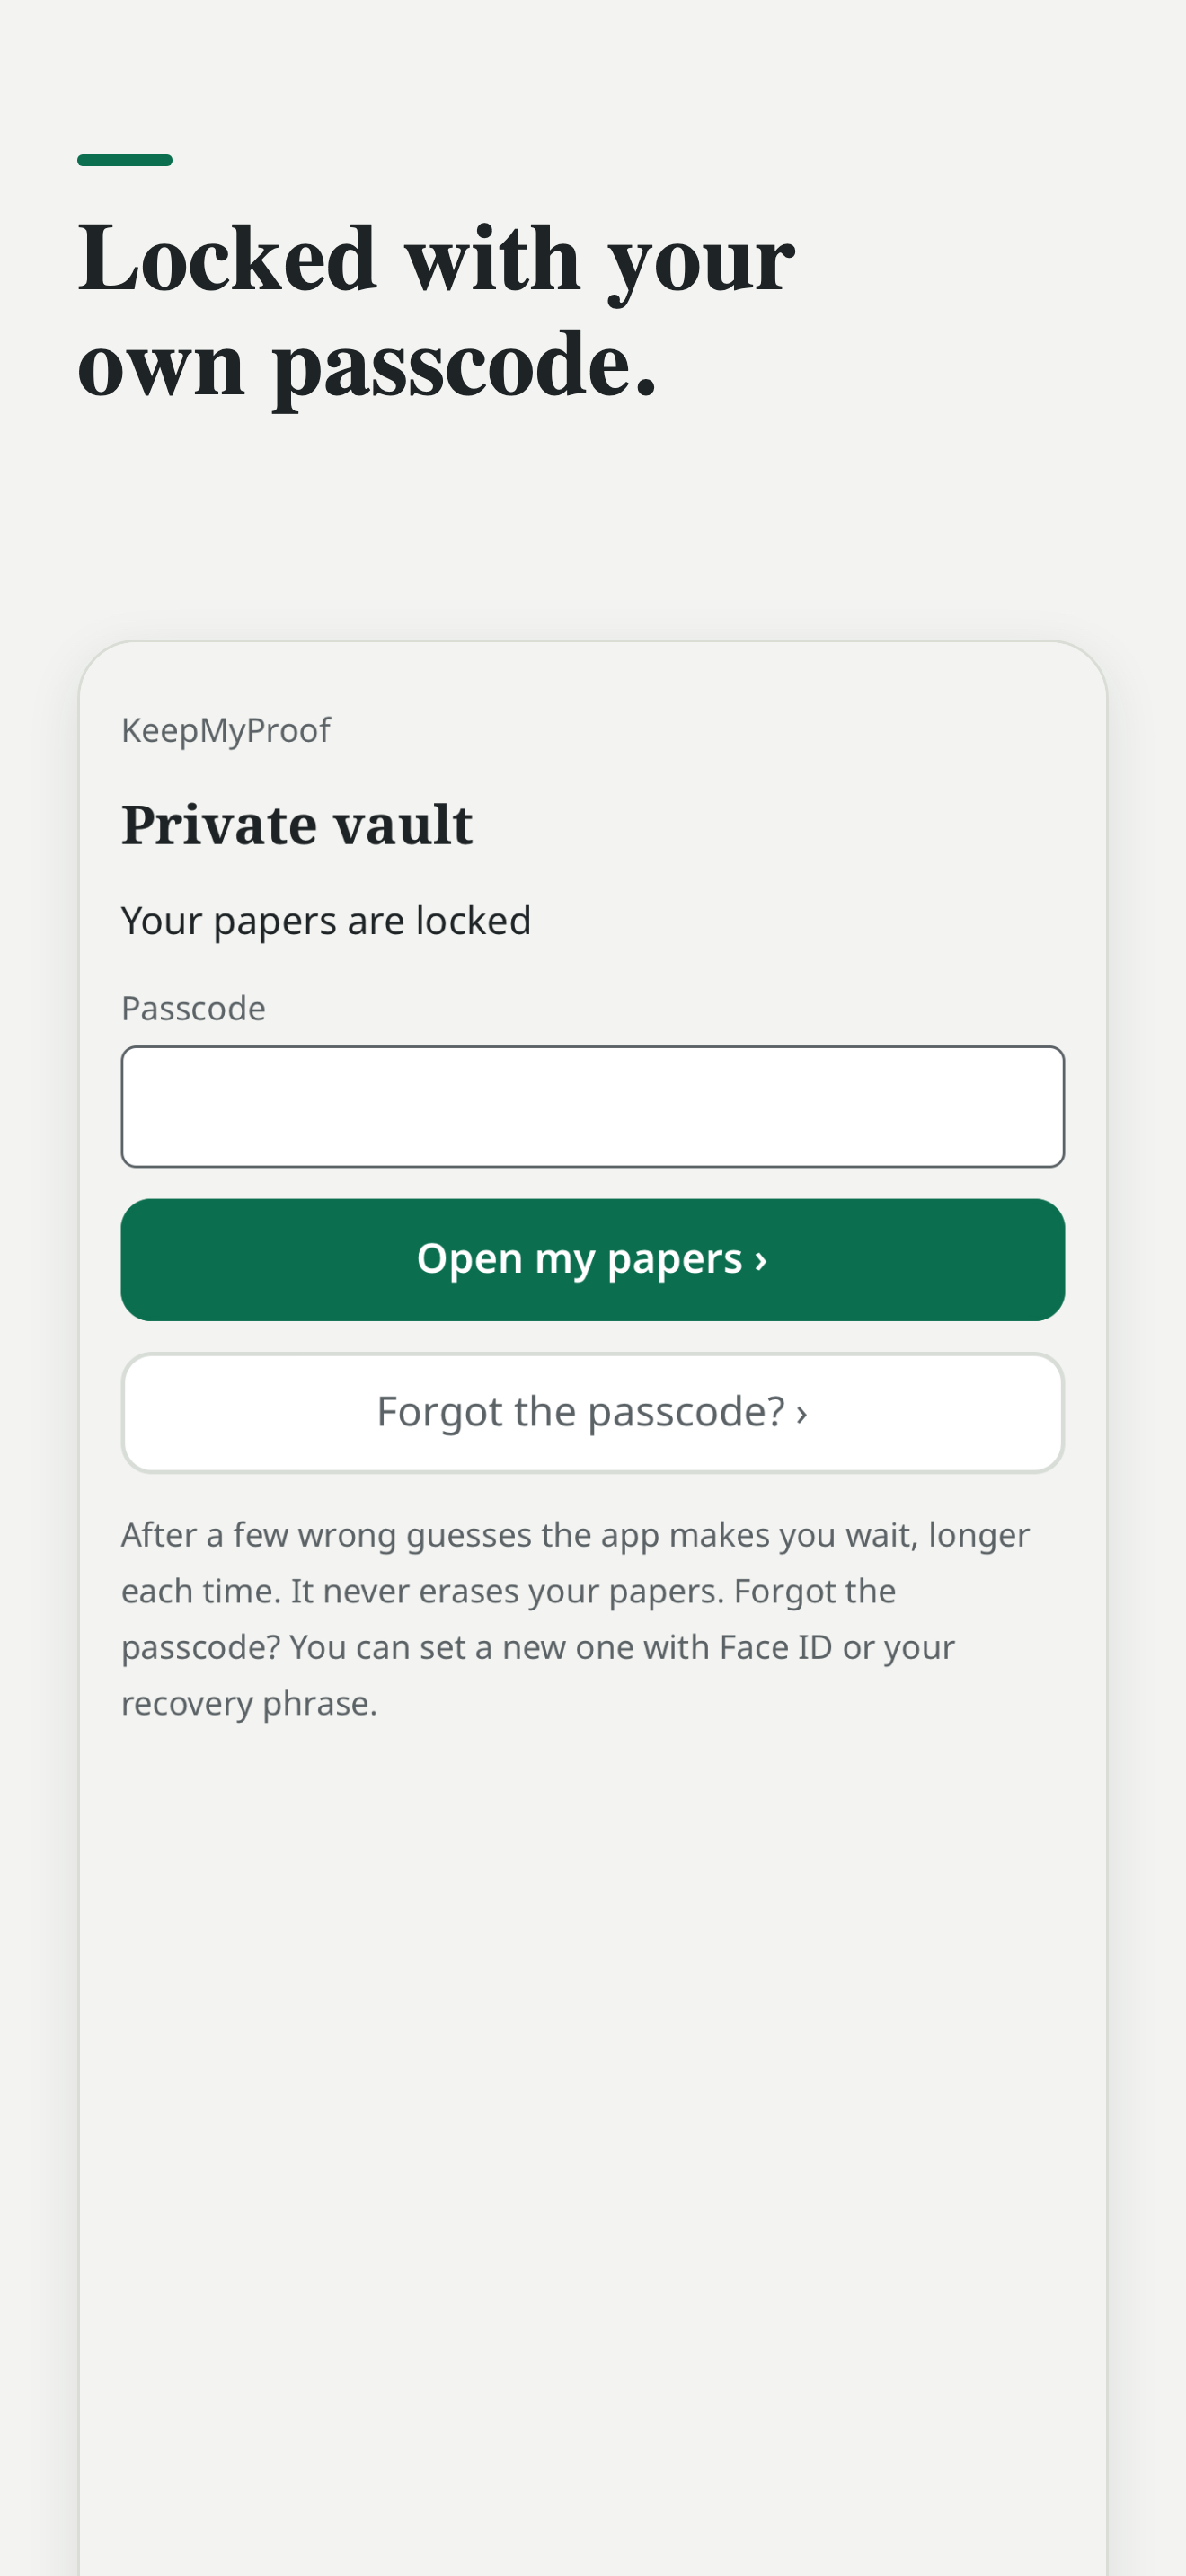 Locked with your
own passcode.
KeepMyProof
Private vault
Your papers are locked
Passcode
Open my papers ›
Forgot the passcode? ›
After a few wrong guesses the app makes you wait, longer
each time. It never erases your papers. Forgot the
passcode? You can set a new one with Face ID or your
recovery phrase.